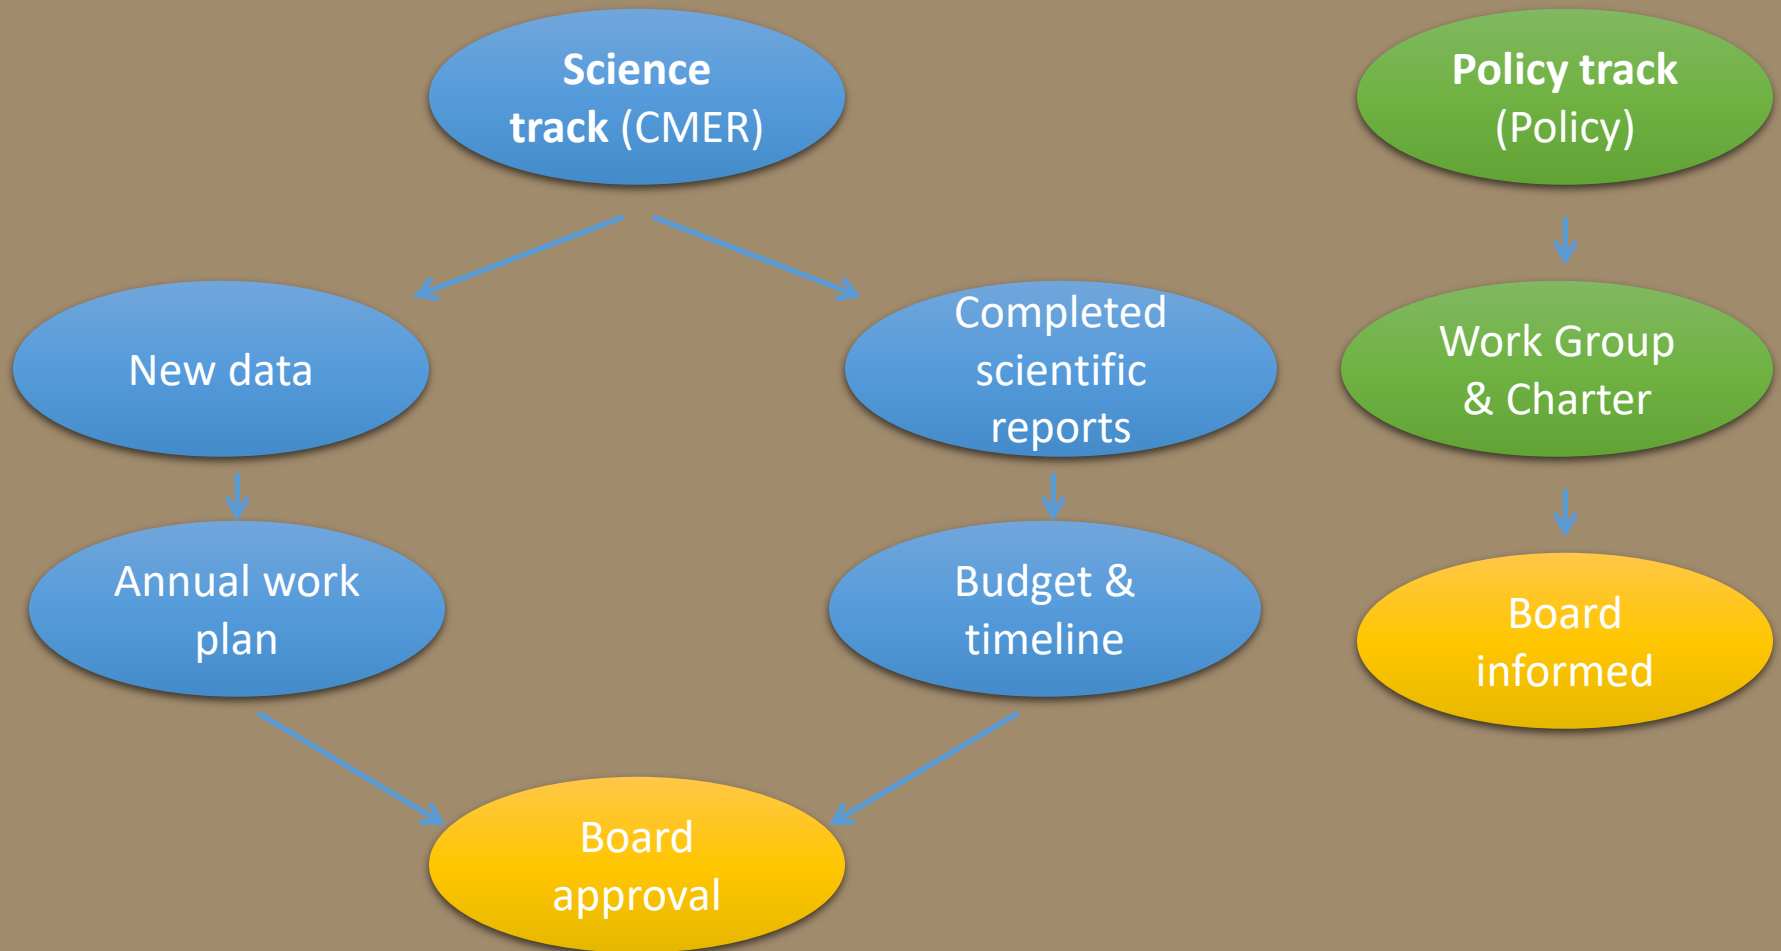 Science
track (CMER)
Policy track
(Policy)
New data
Completed
scientific
reports
Work Group
& Charter
Annual work
plan
Budget &
timeline
Board
informed
Board
approval